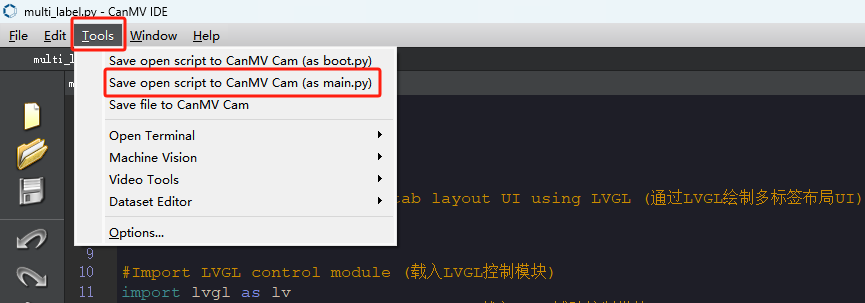 multi_label.py - CanMV IDE
File Edit Tools Window Help
Save open script to CanMV Cam (as boot.py)
Save open script to CanMV Cam (as main.py)
Save file to CanMV Cam
Open Terminal
Machine Vision
Video Tools
Dataset Editor
Options...
tab layout UI using LVGL (通过LVGL绘制多标签布局UI)
9
10 #Import LVGL control module (载入LVGL控制模块)
11 import lvgl as lv